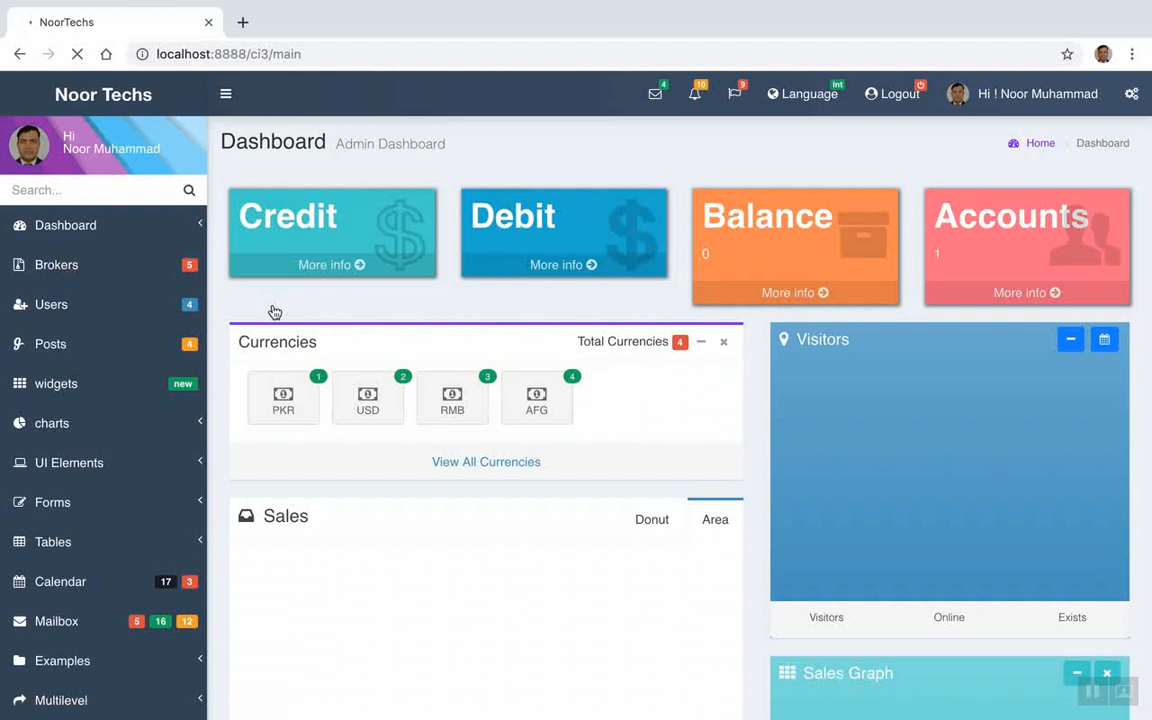 NoorTechs
localhost:8888/ci3/main
Noor Techs
4
10
9
Language
Int
Logout
Hi ! Noor Muhammad
Hi
Noor Muhammad
Search...
Dashboard
Brokers 5
Users 4
Posts 4
widgets new
charts
UI Elements
Forms
Tables
Calendar 17 3
Mailbox 5 16 12
Examples
Multilevel
Dashboard Admin Dashboard
Home
Dashboard
Credit
More info
Debit
More info
Balance
0
More info
Accounts
1
More info
Currencies
Total Currencies 4
1
PKR
2
USD
3
RMB
4
AFG
View All Currencies
Sales
Donut
Area
Visitors
Visitors
Online
Exists
Sales Graph